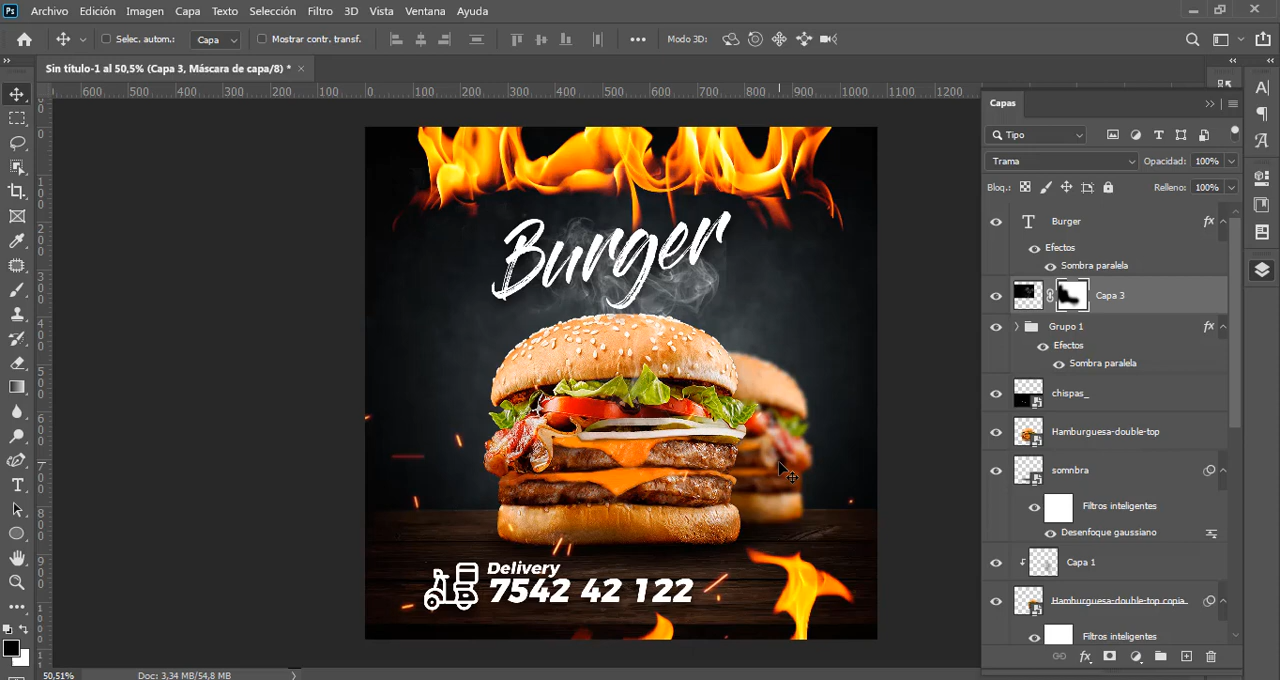 Ps Archivo Edición Imagen Capa Texto Selección Filtro 3D Vista Ventana Ayuda
Selec. autom.: Capa Mostrar contr. transf. Modo 3D:
Sin título-1 al 50,5% (Capa 3, Máscara de capa/8) *
600 500 400 300 200 100 0 100 200 300 400 500 600 700 800 900 1000 1100 1200
Capas
Tipo
Trama Opacidad: 100%
Bloq.: Relleno: 100%
Burger fx
Efectos
Sombra paralela
Capa 3
Grupo 1 fx
Efectos
Sombra paralela
chispas_
Hamburguesa-double-top
somnbra
Filtros inteligentes
Desenfoque gaussiano
Capa 1
Hamburguesa-double-top copia
Filtros inteligentes
fx
Burger
Delivery
7542 42 122
50,51% Doc: 3,34 MB/54,8 MB